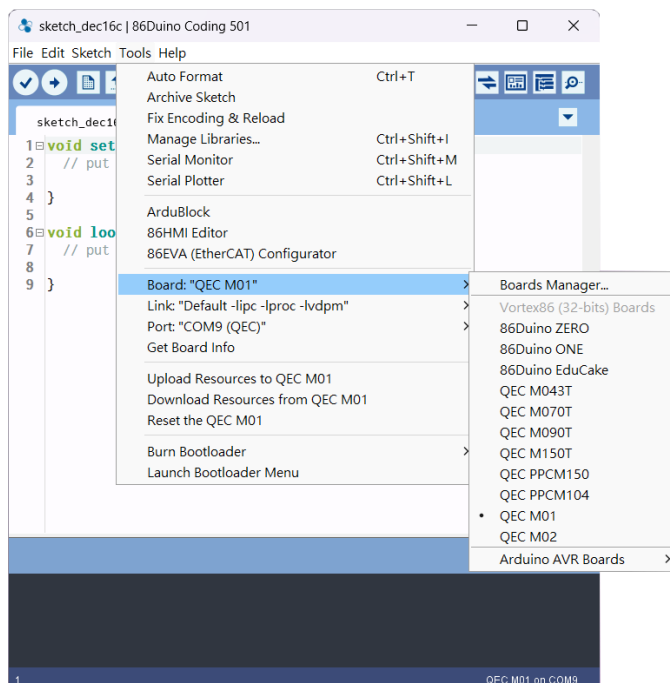 sketch_dec16c | 86Duino Coding 501
File Edit Sketch Tools Help
sketch_dec16
1 void set
2 // put
3
4 }
5
6 void loo
7 // put
8
9 }
Auto Format Ctrl+T
Archive Sketch
Fix Encoding & Reload
Manage Libraries... Ctrl+Shift+I
Serial Monitor Ctrl+Shift+M
Serial Plotter Ctrl+Shift+L
ArduBlock
86HMI Editor
86EVA (EtherCAT) Configurator
Board: "QEC M01"
Link: "Default -lipc -lproc -lvdpm"
Port: "COM9 (QEC)"
Get Board Info
Upload Resources to QEC M01
Download Resources from QEC M01
Reset the QEC M01
Burn Bootloader
Launch Bootloader Menu
Boards Manager...
Vortex86 (32-bits) Boards
86Duino ZERO
86Duino ONE
86Duino EduCake
QEC M043T
QEC M070T
QEC M090T
QEC M150T
QEC PPCM150
QEC PPCM104
• QEC M01
QEC M02
Arduino AVR Boards
1 QEC M01 on COM9